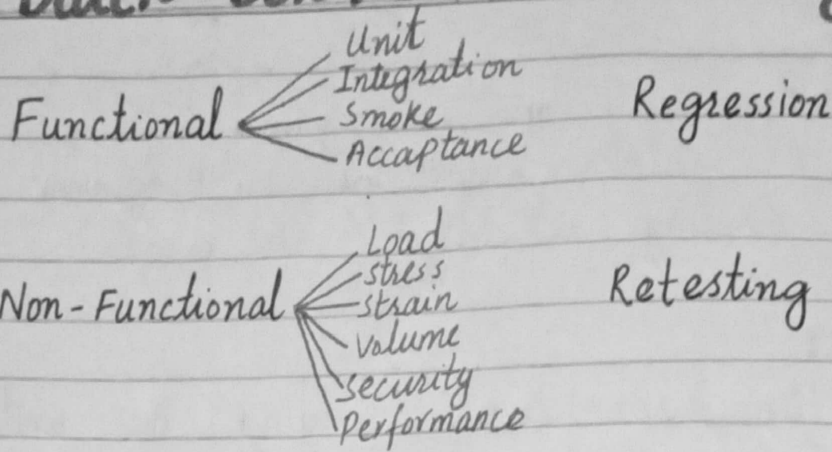 Unit
Integration
Functional
Smoke
Accaptance
Regression
Load
stress
Non-Functional
strain
Volume
security
Performance
Retesting